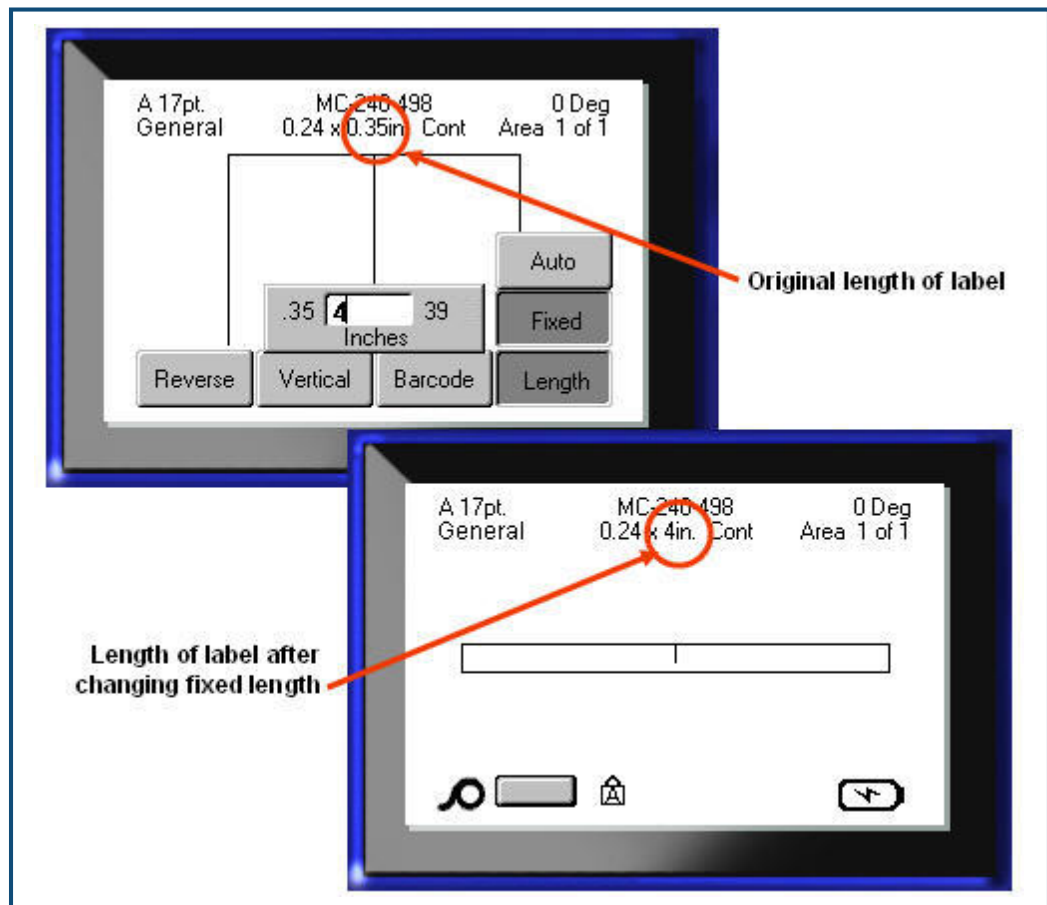 A 17pt. MC-240-498 0 Deg
General 0.24 x 0.35in. Cont Area 1 of 1
Auto
Original length of label
.35 4 39 Fixed
Inches
Reverse Vertical Barcode Length
A 17pt. MC-240-498 0 Deg
General 0.24 x 4in. Cont Area 1 of 1
Length of label after
changing fixed length
A